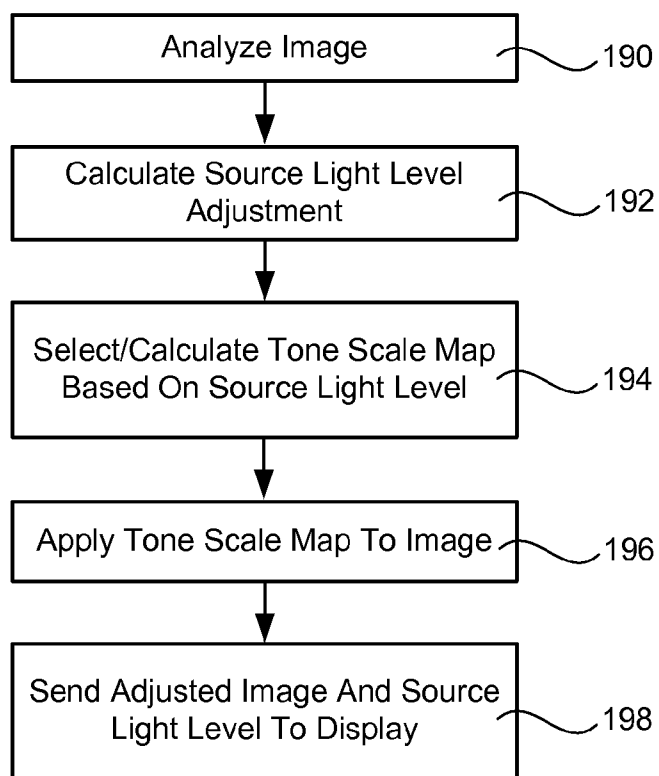 Analyze Image
190
Calculate Source Light Level
Adjustment
192
Select/Calculate Tone Scale Map
Based On Source Light Level
194
Apply Tone Scale Map To Image
196
Send Adjusted Image And Source
Light Level To Display
198